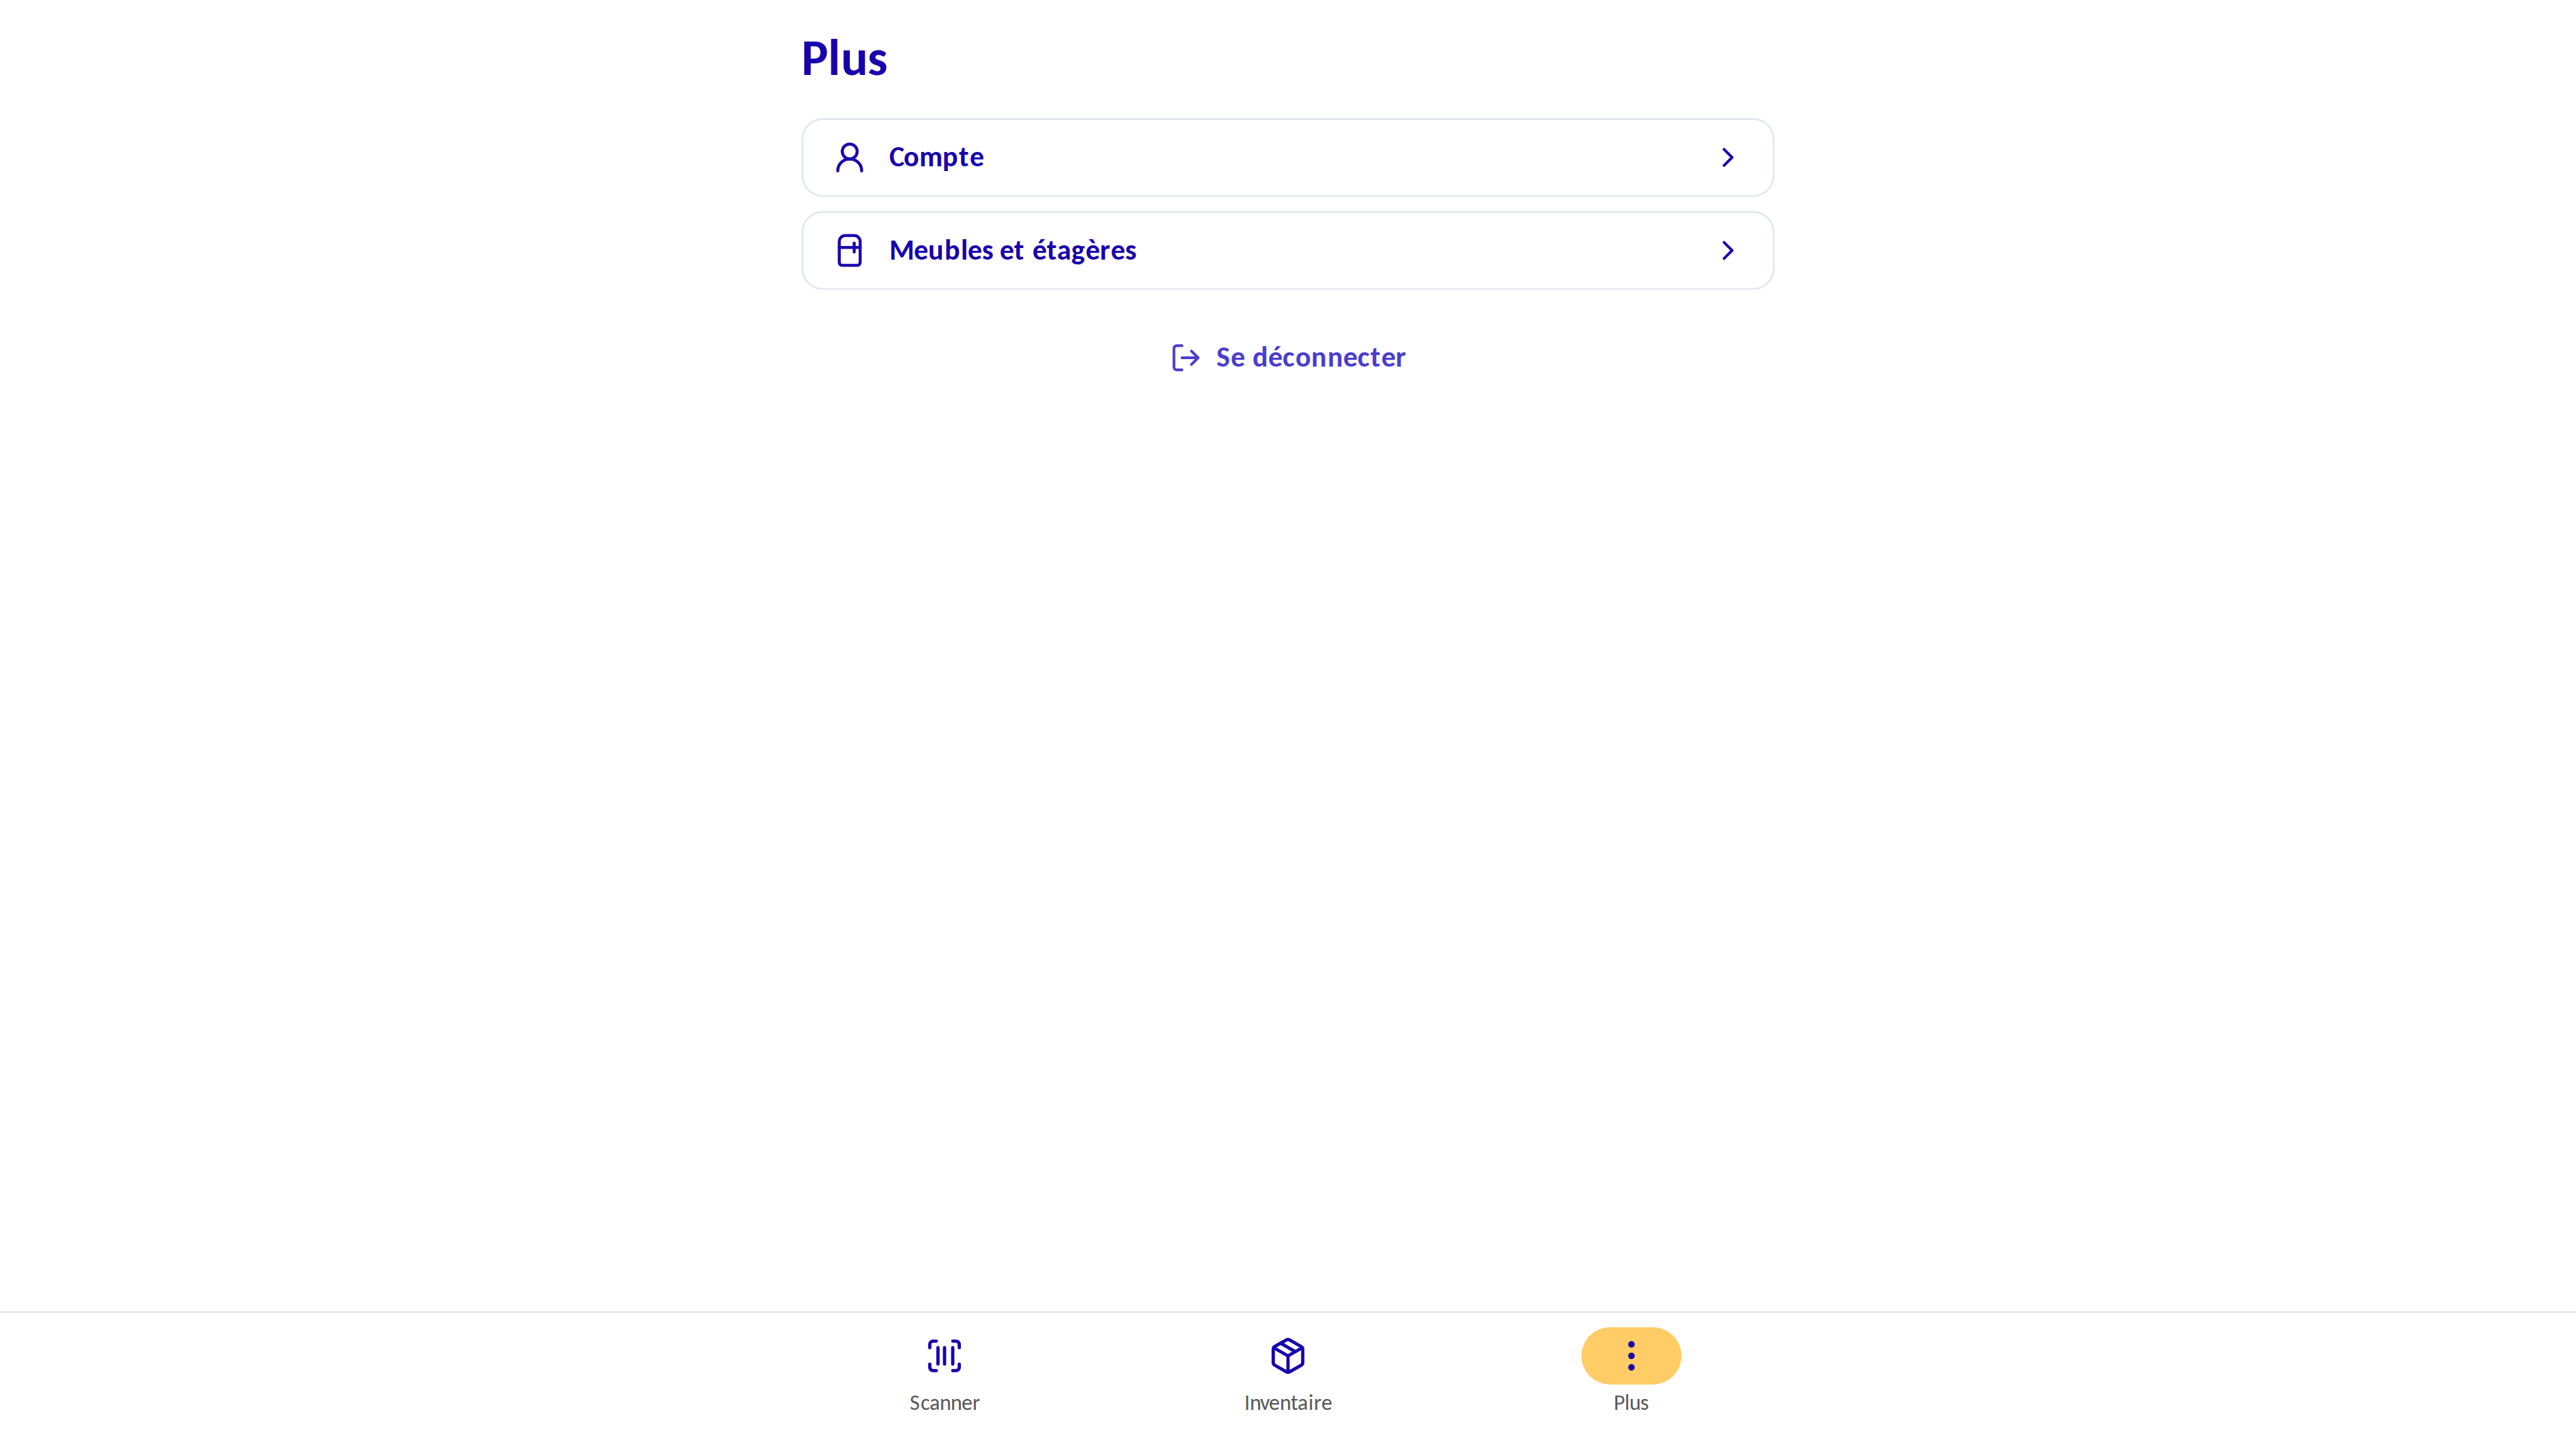 Plus
Compte
Meubles et étagères
Se déconnecter
Scanner
Inventaire
Plus